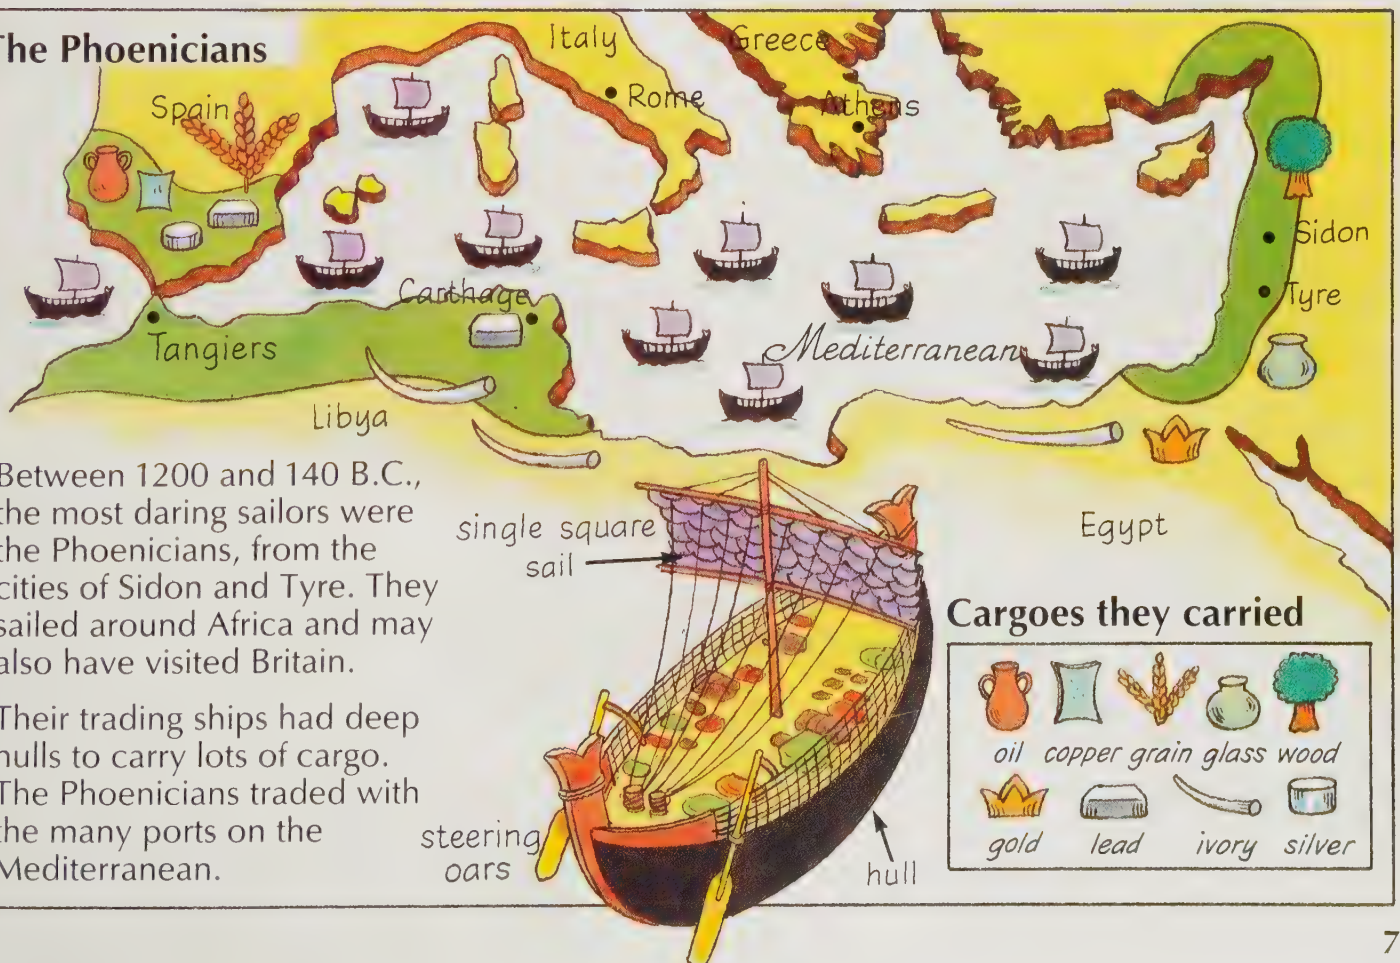 The Phoenicians
Italy
Greece
Rome
Athens
Spain
Sidon
Tyre
Carthage
Tangiers
Mediterranean
Libya
Egypt
Between 1200 and 140 B.C.,
the most daring sailors were
the Phoenicians, from the
cities of Sidon and Tyre. They
sailed around Africa and may
also have visited Britain.
Their trading ships had deep
hulls to carry lots of cargo.
The Phoenicians traded with
the many ports on the
Mediterranean.
single square
sail
steering
oars
hull
Cargoes they carried
oil copper grain glass wood
gold lead ivory silver
7